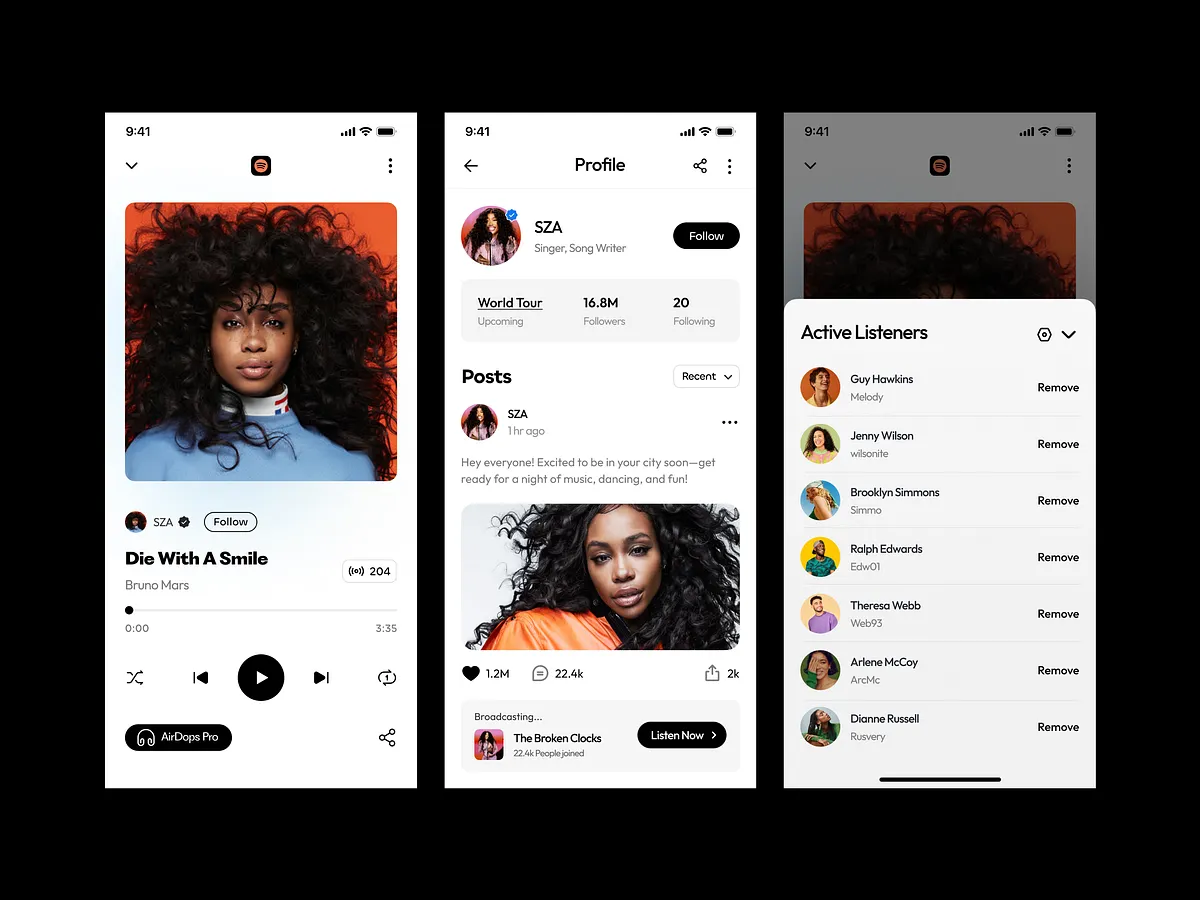 9:41
SZA
Follow
Die With A Smile
Bruno Mars
204
0:00
3:35
1
AirDops Pro
9:41
Profile
SZA
Singer, Song Writer
Follow
World Tour
Upcoming
16.8M
Followers
20
Following
Posts
Recent
SZA
1 hr ago
Hey everyone! Excited to be in your city soon—get
ready for a night of music, dancing, and fun!
1.2M
22.4k
2k
Broadcasting...
The Broken Clocks
22.4k People joined
Listen Now
9:41
Active Listeners
Guy Hawkins
Melody
Remove
Jenny Wilson
wilsonite
Remove
Brooklyn Simmons
Simmo
Remove
Ralph Edwards
Edw01
Remove
Theresa Webb
Web93
Remove
Arlene McCoy
ArcMc
Remove
Dianne Russell
Rusvery
Remove